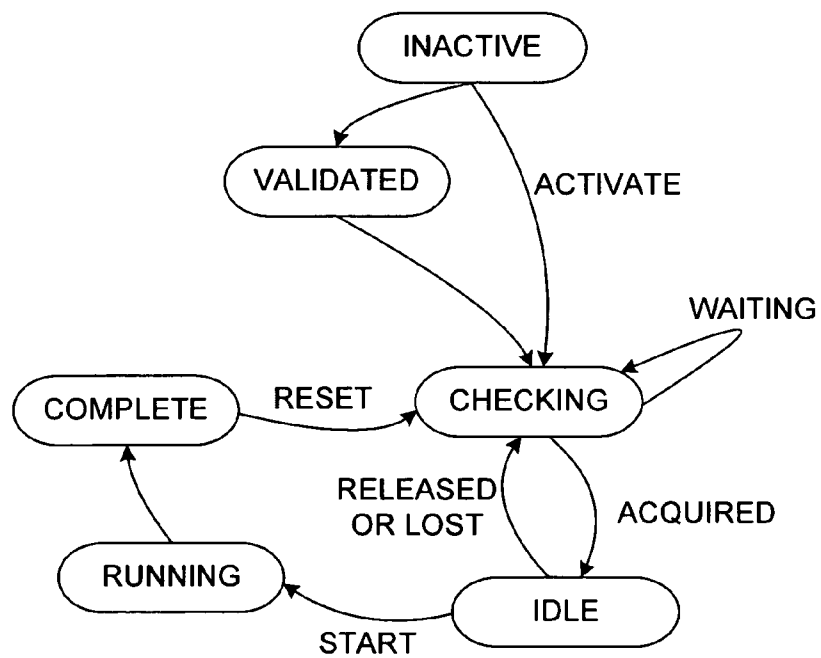 INACTIVE
VALIDATED
ACTIVATE
WAITING
COMPLETE
RESET
CHECKING
RELEASED
OR LOST
ACQUIRED
RUNNING
START
IDLE